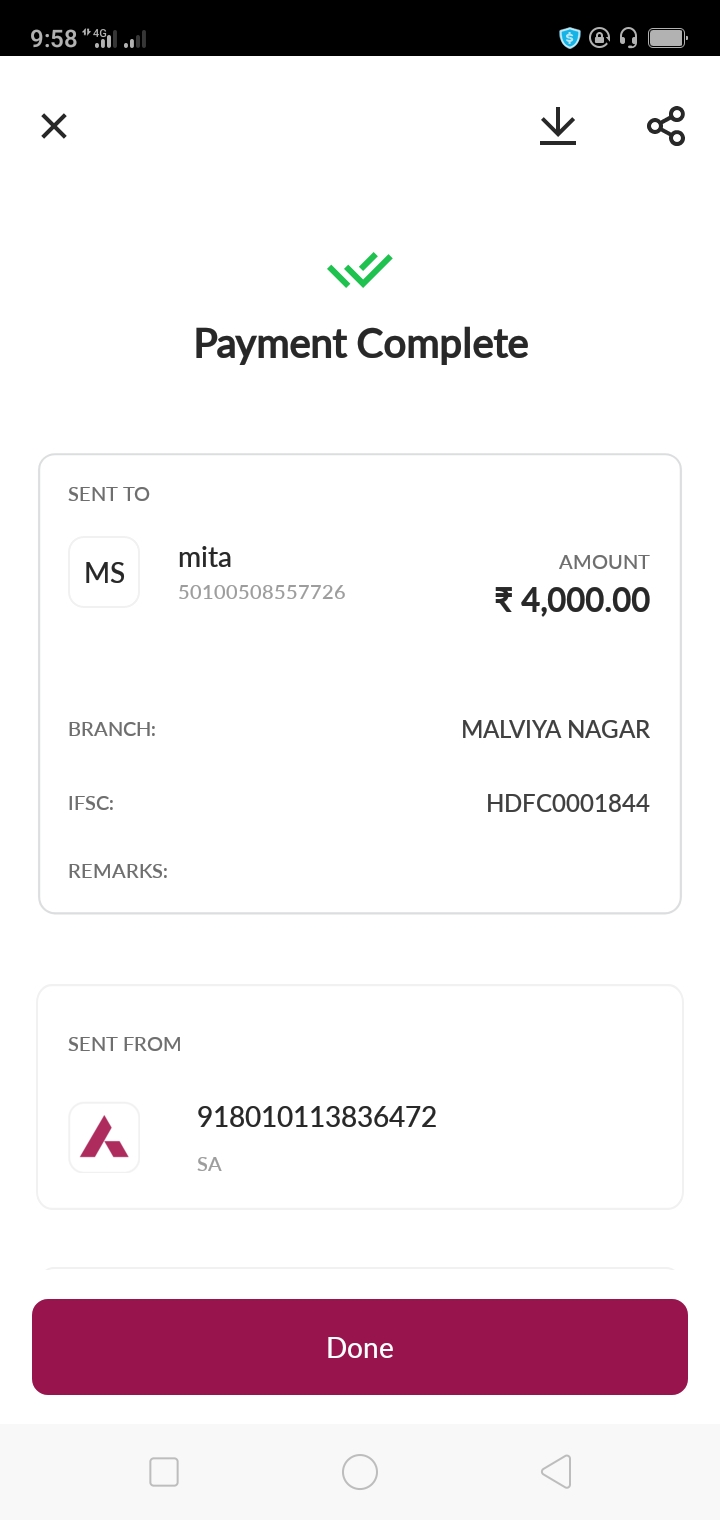 9:58 4G
Payment Complete
SENT TO
MS
mita
50100508557726
AMOUNT
₹ 4,000.00
BRANCH:
MALVIYA NAGAR
IFSC:
HDFC0001844
REMARKS:
SENT FROM
918010113836472
SA
Done